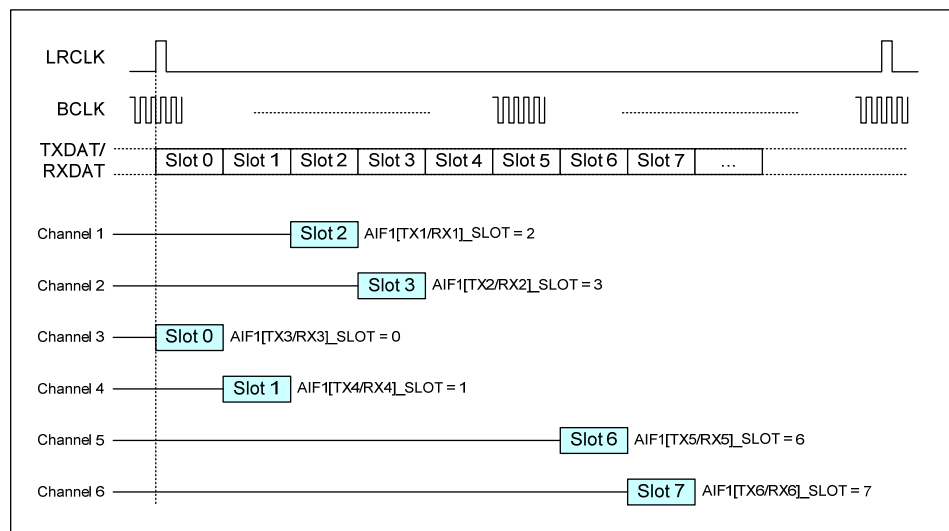 LRCLK
BCLK
TXDAT/
RXDAT
Slot 0 Slot 1 Slot 2 Slot 3 Slot 4 Slot 5 Slot 6 Slot 7 ...
Channel 1 Slot 2 AIF1[TX1/RX1]_SLOT = 2
Channel 2 Slot 3 AIF1[TX2/RX2]_SLOT = 3
Channel 3 Slot 0 AIF1[TX3/RX3]_SLOT = 0
Channel 4 Slot 1 AIF1[TX4/RX4]_SLOT = 1
Channel 5 Slot 6 AIF1[TX5/RX5]_SLOT = 6
Channel 6 Slot 7 AIF1[TX6/RX6]_SLOT = 7